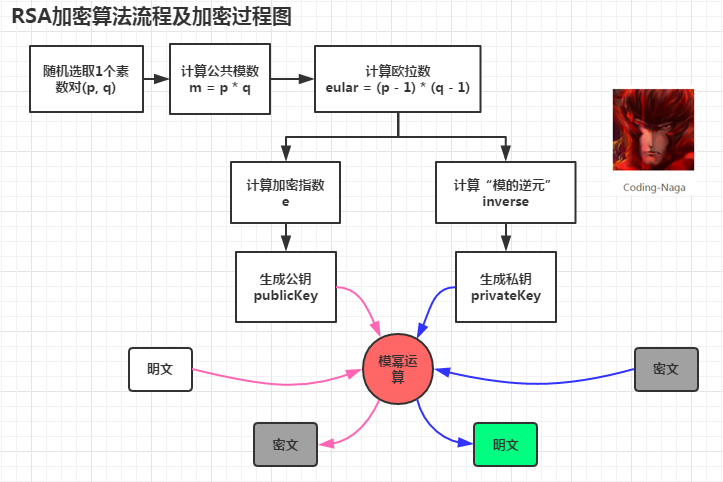 RSA加密算法流程及加密过程图
随机选取1个素
数对(p, q)
计算公共模数
m = p * q
计算欧拉数
eular = (p - 1) * (q - 1)
Coding-Naga
计算加密指数
e
计算“模的逆元”
inverse
生成公钥
publicKey
生成私钥
privateKey
明文
模幂运
算
密文
密文
明文